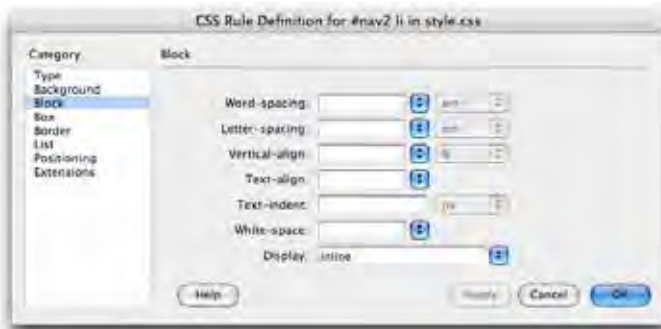 CSS Rule Definition for #nav2 li in style.css
Category
Block
Type
Background
Block
Box
Border
List
Positioning
Extensions
Word-spacing:
Letter-spacing:
Vertical-align: %
Text-align:
Text-indent:
White-space:
Display: inline
Help Apply Cancel OK